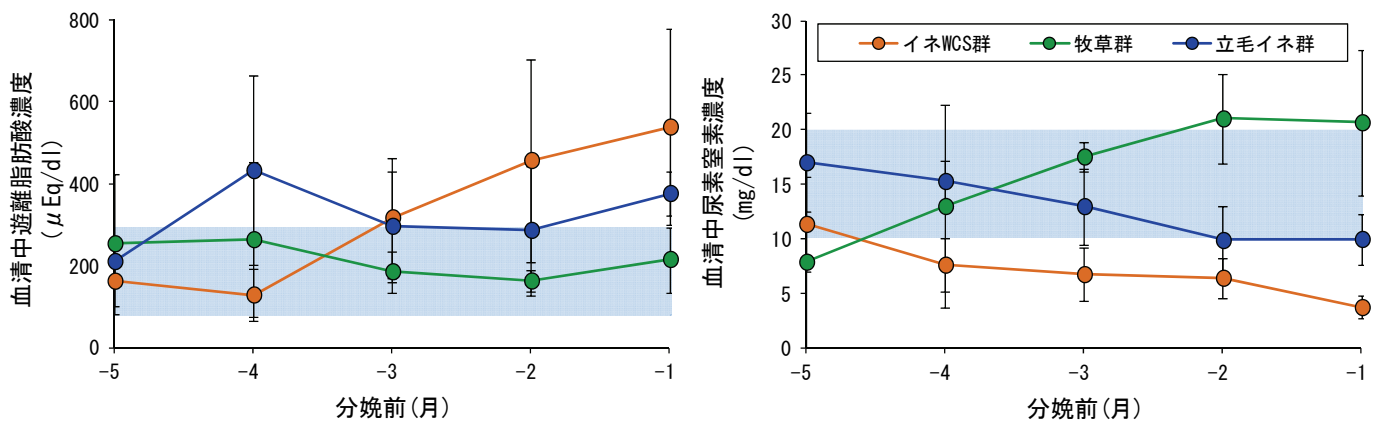 血清中遊離脂肪酸濃度
(μEq/dl)
800
600
400
200
0
-5
-4
-3
-2
-1
分娩前(月)
血清中尿素窒素濃度
(mg/dl)
30
25
20
15
10
5
0
イネWCS群
牧草群
立毛イネ群
-5
-4
-3
-2
-1
分娩前(月)